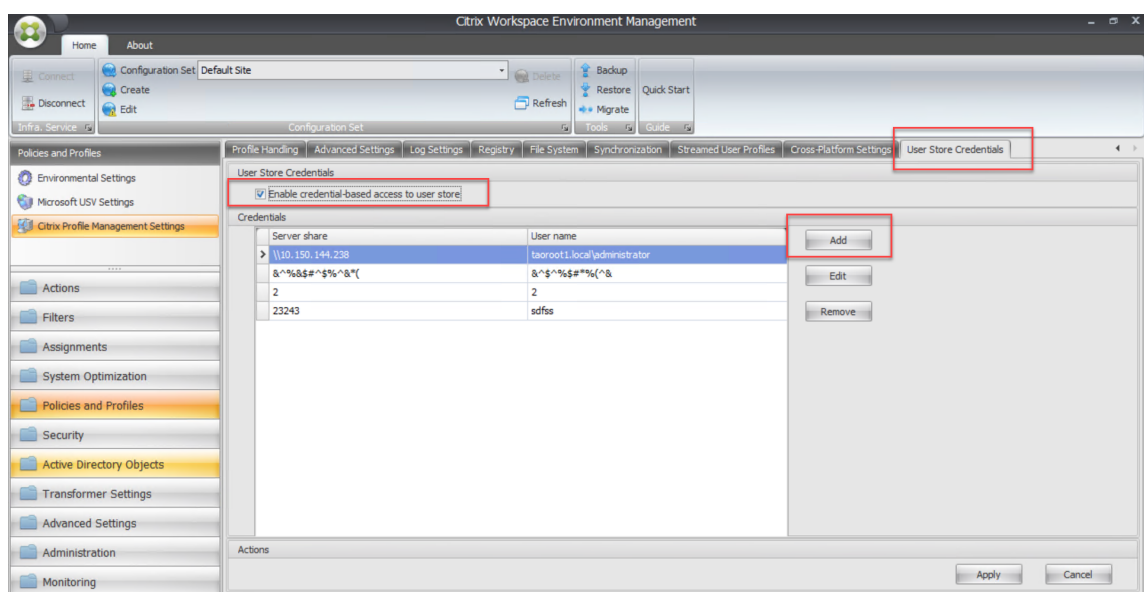 Citrix Workspace Environment Management
Home About
Connect
Disconnect
Infra. Service
Configuration Set Default Site
Create
Edit
Delete
Refresh
Configuration Set
Backup
Restore
Migrate
Tools
Quick Start
Guide
Policies and Profiles
Environmental Settings
Microsoft USV Settings
Citrix Profile Management Settings
Actions
Filters
Assignments
System Optimization
Policies and Profiles
Security
Active Directory Objects
Transformer Settings
Advanced Settings
Administration
Monitoring
Profile Handling Advanced Settings Log Settings Registry File System Synchronization Streamed User Profiles Cross-Platform Settings User Store Credentials
User Store Credentials
Enable credential-based access to user store
Credentials
Server share User name
\\10.150.144.238 taoroot1.local\administrator
&^%&$#^$%^&*( &^$^%$#*%(^&
2 2
23243 sdfss
Add
Edit
Remove
Actions
Apply Cancel